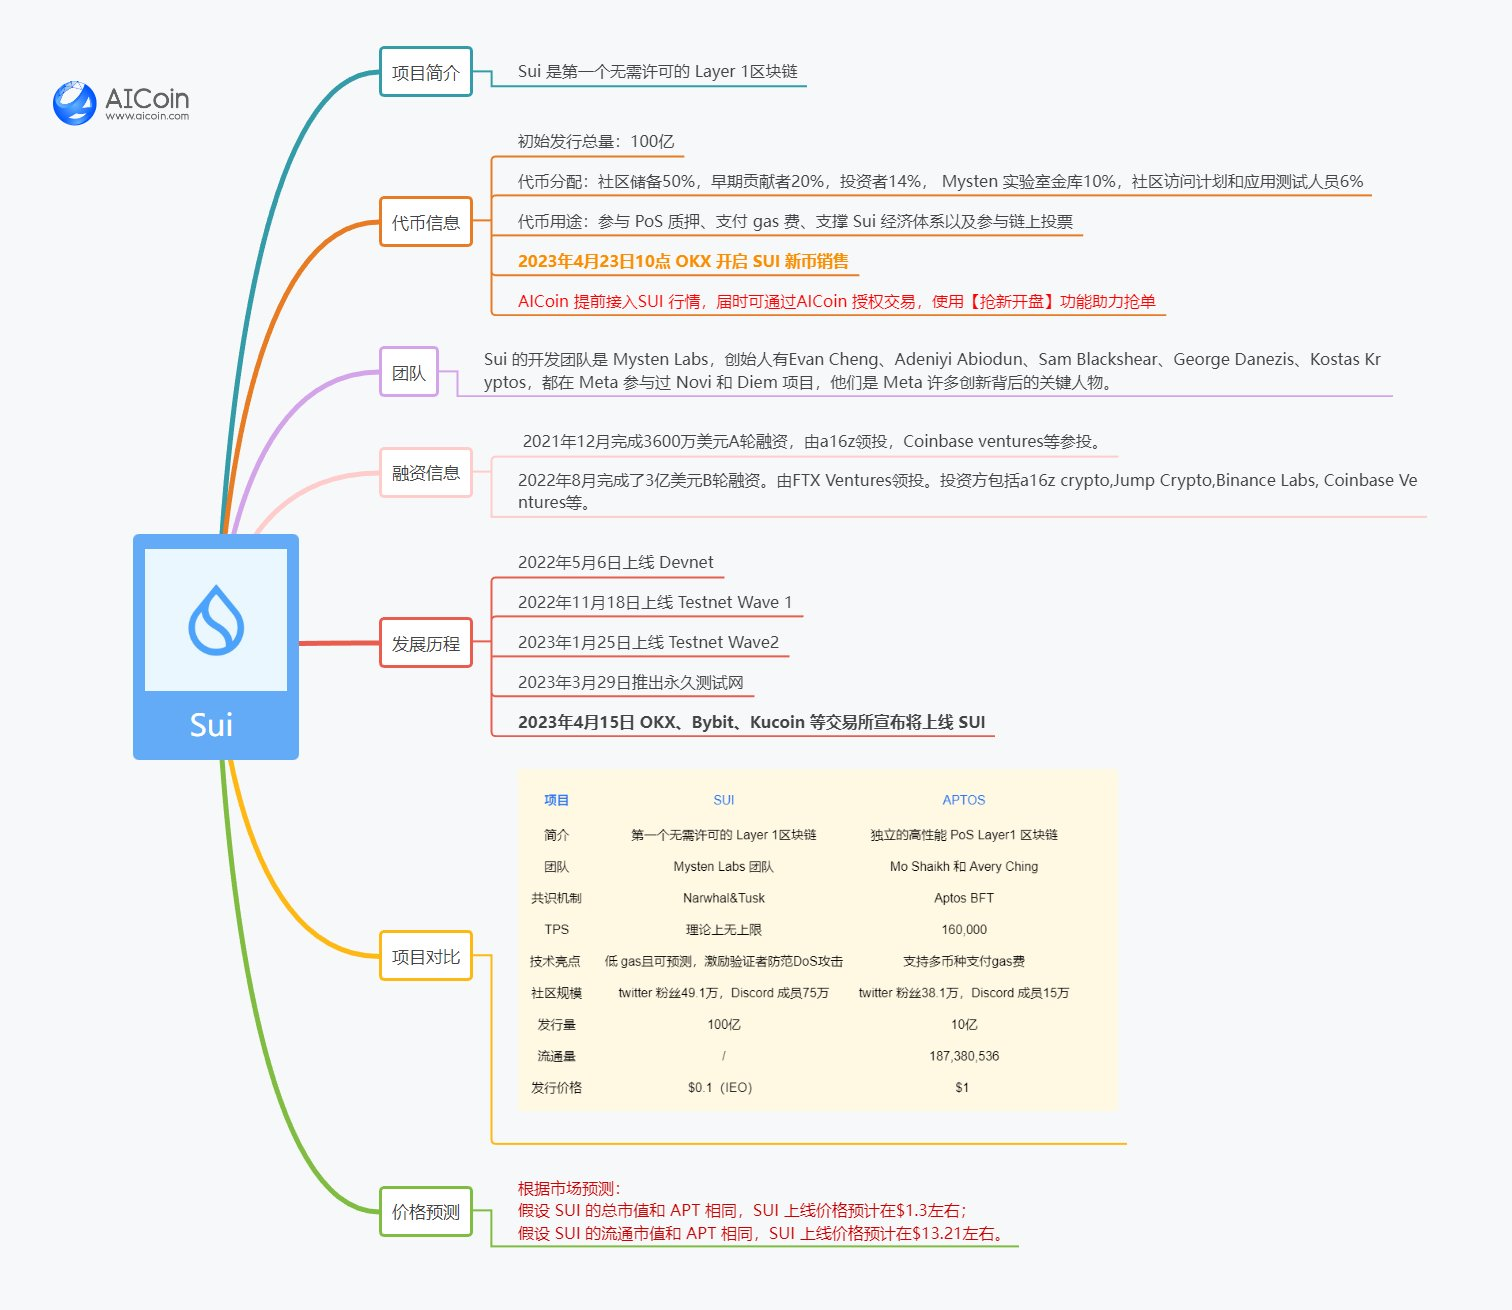 AICoin
www.aicoin.com
Sui
项目简介
Sui 是第一个无需许可的 Layer 1区块链
代币信息
初始发行总量：100亿
代币分配：社区储备50%，早期贡献者20%，投资者14%， Mysten 实验室金库10%，社区访问计划和应用测试人员6%
代币用途：参与 PoS 质押、支付 gas 费、支撑 Sui 经济体系以及参与链上投票
2023年4月23日10点 OKX 开启 SUI 新币销售
AICoin 提前接入SUI 行情，届时可通过AICoin 授权交易，使用【抢新开盘】功能助力抢单
团队
Sui 的开发团队是 Mysten Labs，创始人有Evan Cheng、Adeniyi Abiodun、Sam Blackshear、George Danezis、Kostas Kr
yptos，都在 Meta 参与过 Novi 和 Diem 项目，他们是 Meta 许多创新背后的关键人物。
融资信息
2021年12月完成3600万美元A轮融资，由a16z领投，Coinbase ventures等参投。
2022年8月完成了3亿美元B轮融资。由FTX Ventures领投。投资方包括a16z crypto,Jump Crypto,Binance Labs, Coinbase Ve
ntures等。
发展历程
2022年5月6日上线 Devnet
2022年11月18日上线 Testnet Wave 1
2023年1月25日上线 Testnet Wave2
2023年3月29日推出永久测试网
2023年4月15日 OKX、Bybit、Kucoin 等交易所宣布将上线 SUI
项目对比
项目 SUI APTOS
简介 第一个无需许可的 Layer 1区块链 独立的高性能 PoS Layer1 区块链
团队 Mysten Labs 团队 Mo Shaikh 和 Avery Ching
共识机制 Narwhal&Tusk Aptos BFT
TPS 理论上无上限 160,000
技术亮点 低 gas且可预测，激励验证者防范DoS攻击 支持多币种支付gas费
社区规模 twitter 粉丝49.1万，Discord 成员75万 twitter 粉丝38.1万，Discord 成员15万
发行量 100亿 10亿
流通量 / 187,380,536
发行价格 $0.1（IEO） $1
价格预测
根据市场预测：
假设 SUI 的总市值和 APT 相同，SUI 上线价格预计在$1.3左右；
假设 SUI 的流通市值和 APT 相同，SUI 上线价格预计在$13.21左右。